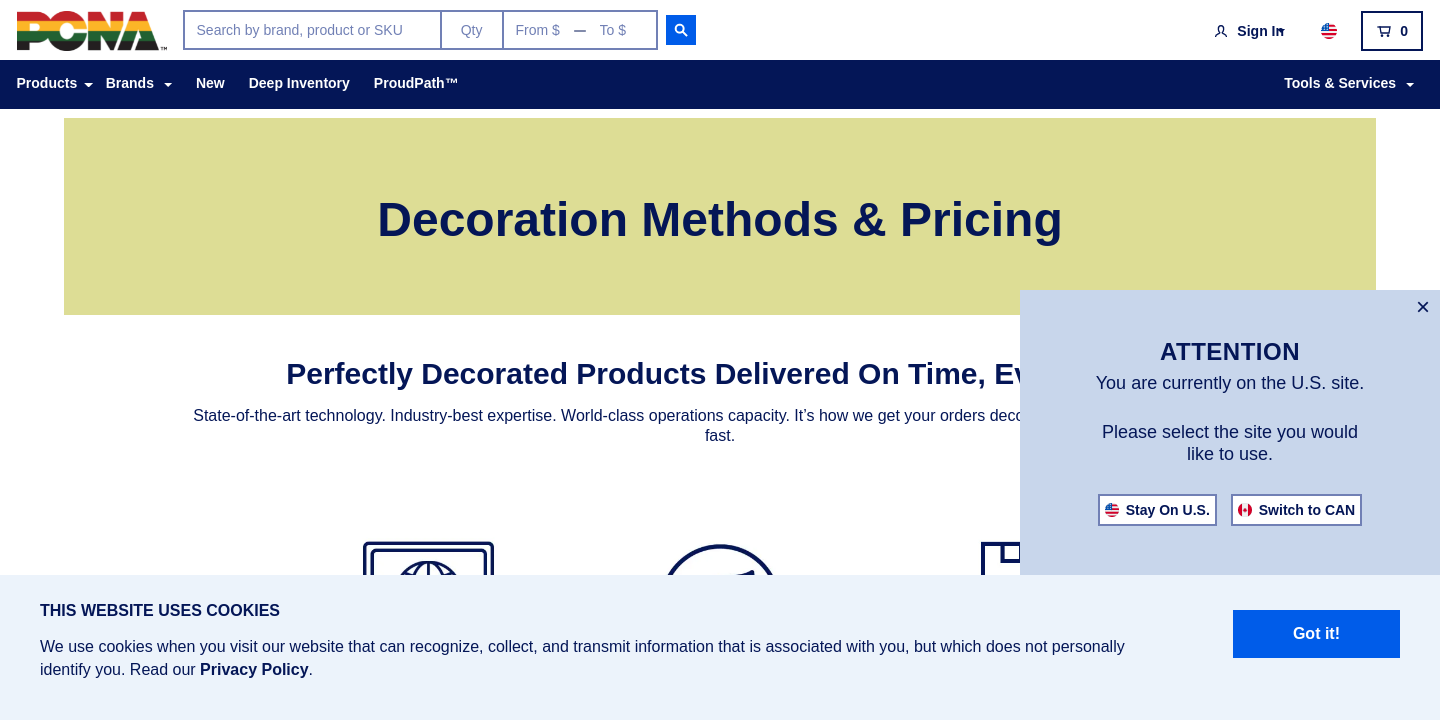 PCNA™
Search by brand, product or SKU
Qty
From $
To $
Sign In
0
Products
Brands
New
Deep Inventory
ProudPath™
Tools & Services
Decoration Methods & Pricing
×
ATTENTION
You are currently on the U.S. site.
Please select the site you would
like to use.
Stay On U.S.
Switch to CAN
Perfectly Decorated Products Delivered On Time,
State-of-the-art technology. Industry-best expertise. World-class operations capacity. It’s how we get your orders
fast.
THIS WEBSITE USES COOKIES
We use cookies when you visit our website that can recognize, collect, and transmit information that is associated with you, but which does not personally
identify you. Read our Privacy Policy.
Got it!